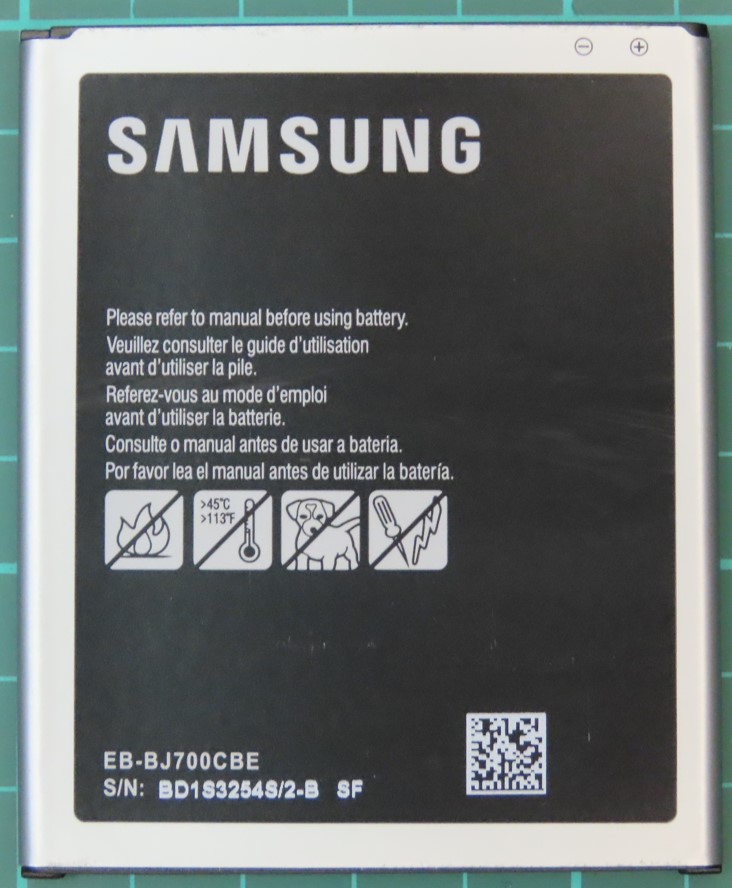 SAMSUNG
Please refer to manual before using battery.
Veuillez consulter le guide d'utilisation
avant d'utiliser la pile.
Referez-vous au mode d'emploi
avant d'utiliser la batterie.
Consulte o manual antes de usar a bateria.
Por favor lea el manual antes de utilizar la batería.
>45°C
>113°F
EB-BJ700CBE
S/N: BD1S3254S/2-B SF